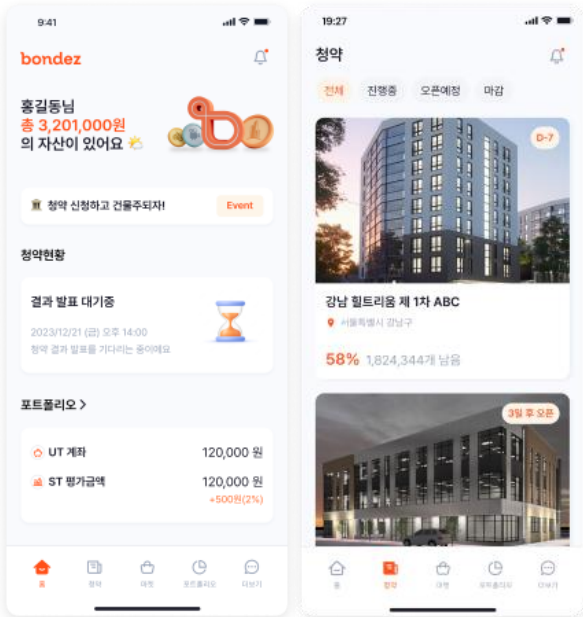 9:41
bondez
홍길동님
총 3,201,000원
의 자산이 있어요
청약 신청하고 건물주되자!
Event
청약현황
결과 발표 대기중
2023/12/21 (금) 오후 14:00
청약 결과 발표를 기다리는 중이에요
포트폴리오 >
UT 계좌
120,000 원
ST 평가금액
120,000 원
+500원(2%)
홈
청약
마켓
포트폴리오
더보기
19:27
청약
전체
진행중
오픈예정
마감
D-7
강남 힐트리움 제 1차 ABC
서울특별시 강남구
58% 1,824,344개 남음
3일 후 오픈
홈
청약
마켓
포트폴리오
더보기